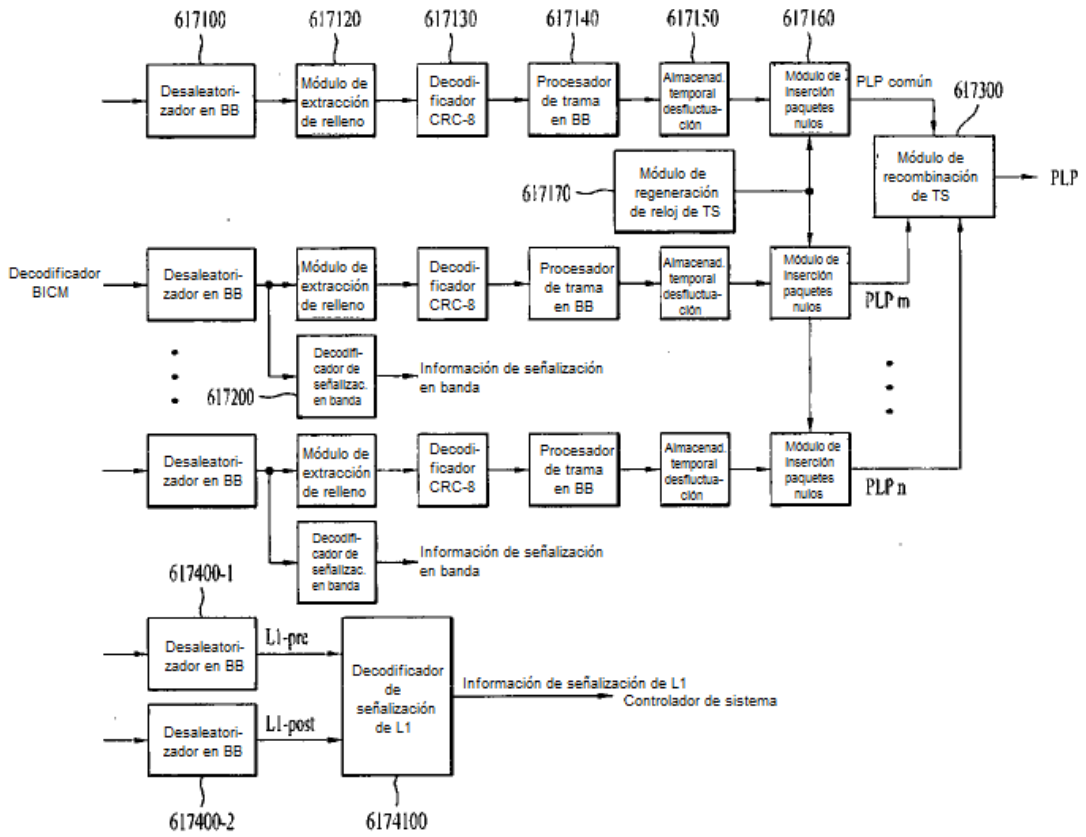 617100
617120
617130
617140
617150
617160
Desaleatori-
zador en BB
Módulo de
extracción
de relleno
Decodi-
ficador
CRC-8
Procesador
de trama
en BB
Almacenad.
temporal
desfluctua-
ción
Módulo de
Inserción
paquetes
nulos
PLP común
617300
Módulo de
recombinación
de TS
PLP
617170
Módulo de
regeneración
de reloj de TS
Decodificador
BICM
Desaleatori-
zador en BB
Módulo de
extracción
de relleno
Decodi-
ficador
CRC-8
Procesador
de trama
en BB
Almacenad.
temporal
desfluctua-
ción
Módulo de
Inserción
paquetes
nulos
PLP m
617200
Decodifi-
cador de
señalizac.
en banda
Información de señalización
en banda
Desaleatori-
zador en BB
Módulo de
extracción
de relleno
Decodi-
ficador
CRC-8
Procesador
de trama
en BB
Almacenad.
temporal
desfluctua-
ción
Módulo de
Inserción
paquetes
nulos
PLP n
Decodifi-
cador de
señalizac.
en banda
Información de señalización
en banda
617400-1
Desaleatori-
zador en BB
L1-pre
Decodificador
de
señalización
de L1
Información de señalización de L1
Controlador de sistema
Desaleatori-
zador en BB
L1-post
617400-2
6174100